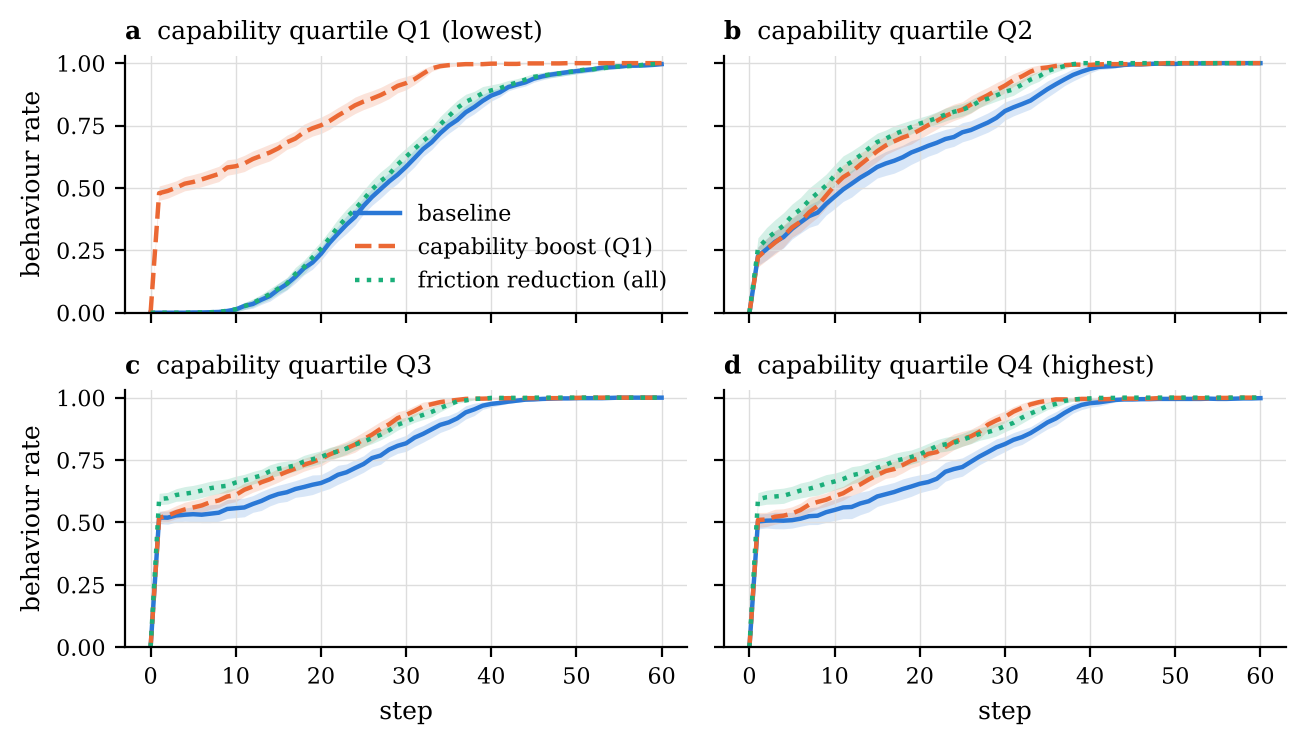 a capability quartile Q1 (lowest)
b capability quartile Q2
behaviour rate
1.00
0.75
0.50
0.25
0.00
baseline
capability boost (Q1)
friction reduction (all)
c capability quartile Q3
d capability quartile Q4 (highest)
behaviour rate
1.00
0.75
0.50
0.25
0.00
0 10 20 30 40 50 60
0 10 20 30 40 50 60
step
step